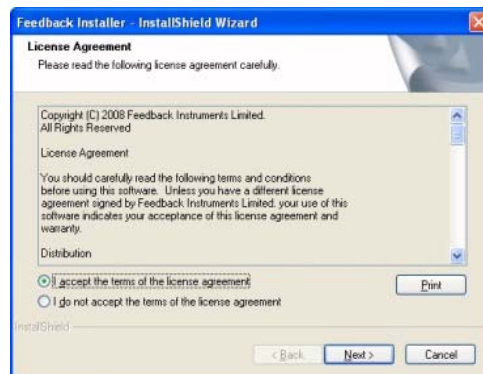 Feedback Installer - InstallShield Wizard
License Agreement
Please read the following license agreement carefully.
Copyright (C) 2008 Feedback Instruments Limited.
All Rights Reserved
License Agreement
You should carefully read the following terms and conditions
before using this software. Unless you have a different license
agreement signed by Feedback Instruments Limited. your use of this
software indicates your acceptance of this license agreement and
warranty.
Distribution
I accept the terms of the license agreement
Print
I do not accept the terms of the license agreement
InstallShield
< Back
Next >
Cancel